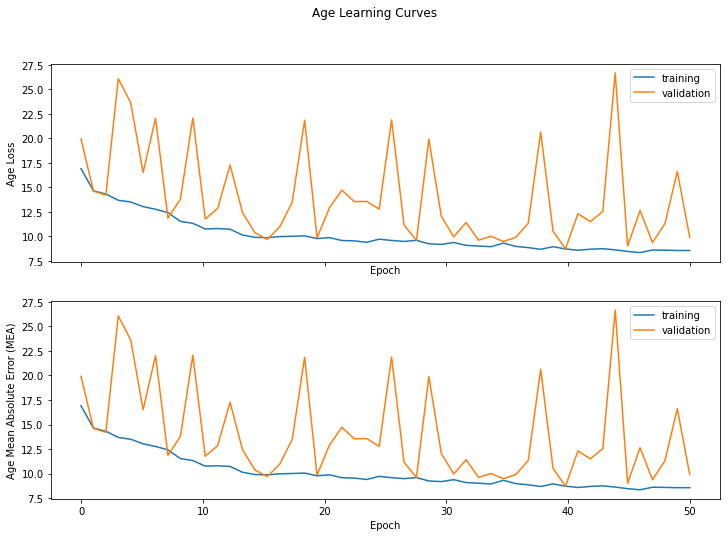 Age Learning Curves
27.5
25.0
22.5
20.0
17.5
15.0
12.5
10.0
7.5
Age Loss
training
validation
Epoch
27.5
25.0
22.5
20.0
17.5
15.0
12.5
10.0
7.5
Age Mean Absolute Error (MEA)
training
validation
0 10 20 30 40 50
Epoch